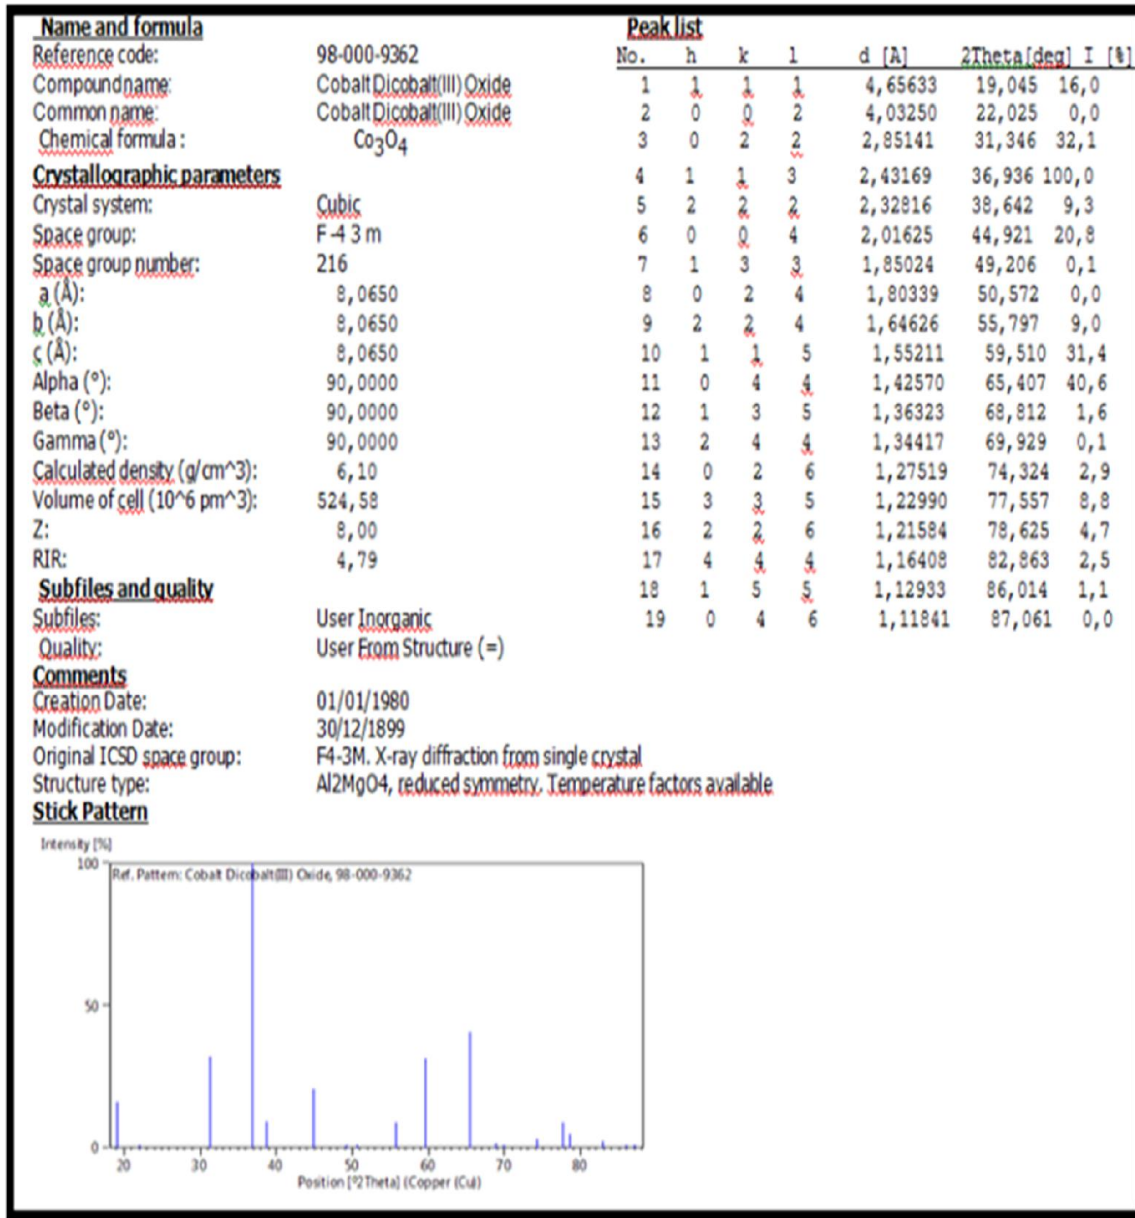 Name and formula
Reference code: 98-000-9362
Compound name: Cobalt Dicobalt(III) Oxide
Common name: Cobalt Dicobalt(III) Oxide
Chemical formula : Co3O4
Crystallographic parameters
Crystal system: Cubic
Space group: F -4 3 m
Space group number: 216
a (Å): 8,0650
b (Å): 8,0650
c (Å): 8,0650
Alpha (°): 90,0000
Beta (°): 90,0000
Gamma (°): 90,0000
Calculated density (g/cm^3): 6,10
Volume of cell (10^6 pm^3): 524,58
Z: 8,00
RIR: 4,79
Subfiles and quality
Subfiles: User Inorganic
Quality: User From Structure (=)
Comments
Creation Date: 01/01/1980
Modification Date: 30/12/1899
Original ICSD space group: F4-3M. X-ray diffraction from single crystal
Structure type: Al2MgO4, reduced symmetry. Temperature factors available
Peak list
No. h k l d [A] 2Theta[deg] I [%]
1 1 1 1 4,65633 19,045 16,0
2 0 0 2 4,03250 22,025 0,0
3 0 2 2 2,85141 31,346 32,1
4 1 1 3 2,43169 36,936 100,0
5 2 2 2 2,32816 38,642 9,3
6 0 0 4 2,01625 44,921 20,8
7 1 3 3 1,85024 49,206 0,1
8 0 2 4 1,80339 50,572 0,0
9 2 2 4 1,64626 55,797 9,0
10 1 1 5 1,55211 59,510 31,4
11 0 4 4 1,42570 65,407 40,6
12 1 3 5 1,36323 68,812 1,6
13 2 4 4 1,34417 69,929 0,1
14 0 2 6 1,27519 74,324 2,9
15 3 3 5 1,22990 77,557 8,8
16 2 2 6 1,21584 78,625 4,7
17 4 4 4 1,16408 82,863 2,5
18 1 5 5 1,12933 86,014 1,1
19 0 4 6 1,11841 87,061 0,0
Stick Pattern
Intensity [%]
Ref. Pattern: Cobalt Dicobalt(III) Oxide, 98-000-9362
100
50
0
20 30 40 50 60 70 80
Position [°2Theta] (Copper (Cu))